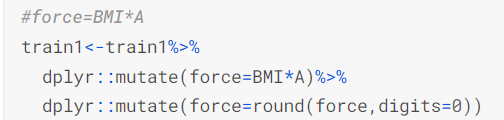 #force=BMI*A
train1<-train1%>%
  dplyr::mutate(force=BMI*A)%>%
  dplyr::mutate(force=round(force,digits=0))